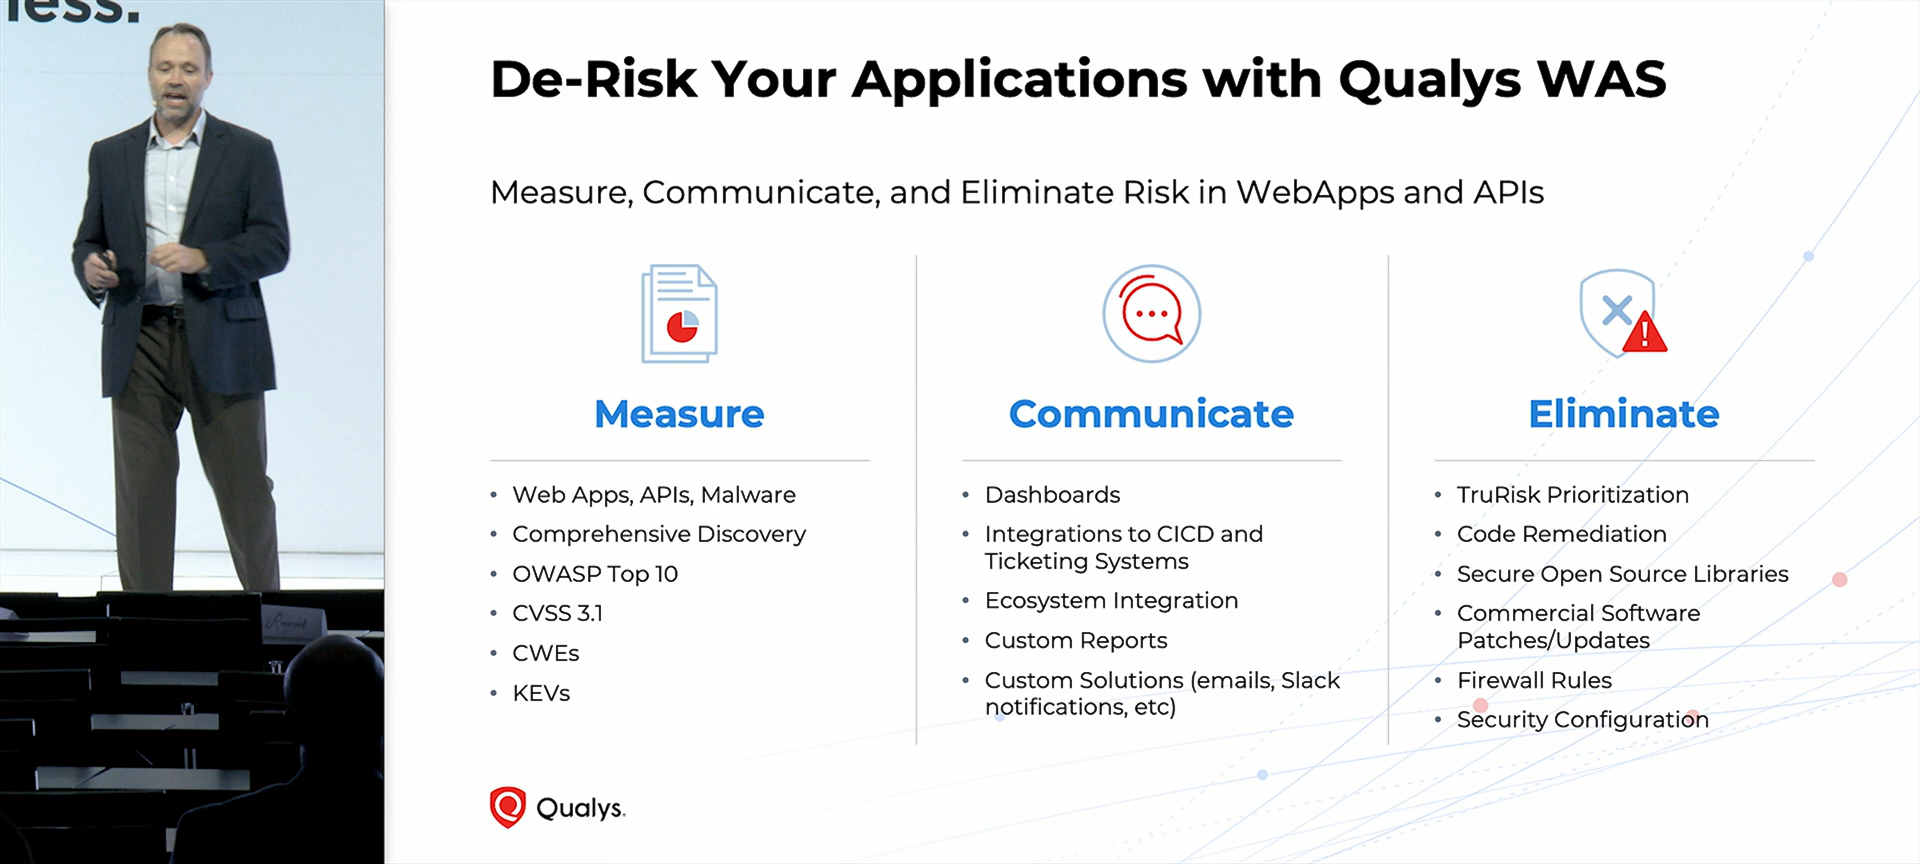 ness.
De-Risk Your Applications with Qualys WAS
Measure, Communicate, and Eliminate Risk in WebApps and APIs
Measure
• Web Apps, APIs, Malware
• Comprehensive Discovery
• OWASP Top 10
• CVSS 3.1
• CWEs
• KEVs
Communicate
• Dashboards
• Integrations to CICD and
Ticketing Systems
• Ecosystem Integration
• Custom Reports
• Custom Solutions (emails, Slack
notifications, etc)
Eliminate
• TruRisk Prioritization
• Code Remediation
• Secure Open Source Libraries
• Commercial Software
Patches/Updates
• Firewall Rules
• Security Configuration
Reserved
Qualys.